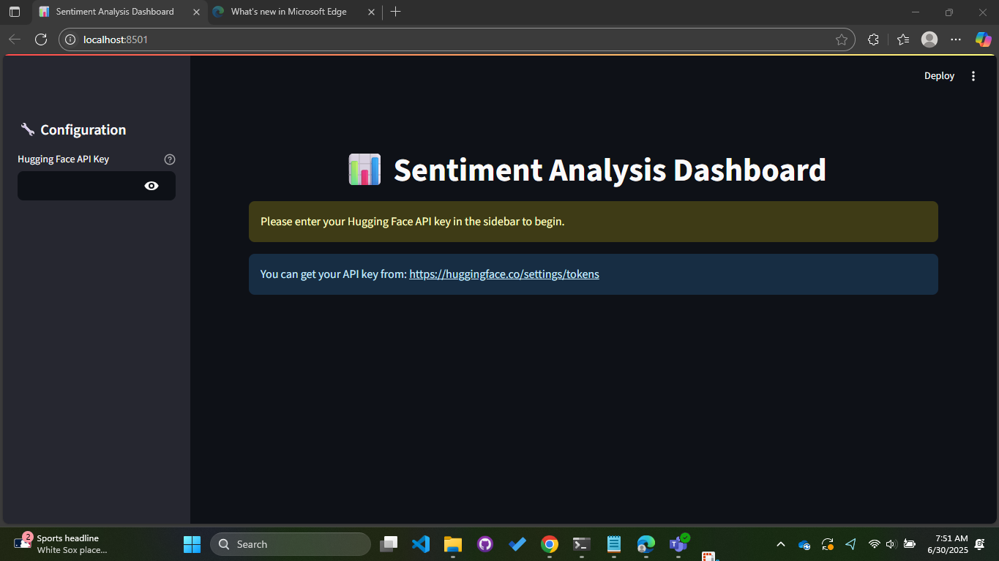 Sentiment Analysis Dashboard
What's new in Microsoft Edge
localhost:8501
Deploy
Configuration
Hugging Face API Key
Sentiment Analysis Dashboard
Please enter your Hugging Face API key in the sidebar to begin.
You can get your API key from: https://huggingface.co/settings/tokens
2
Sports headline
White Sox place...
Search
7:51 AM
6/30/2025